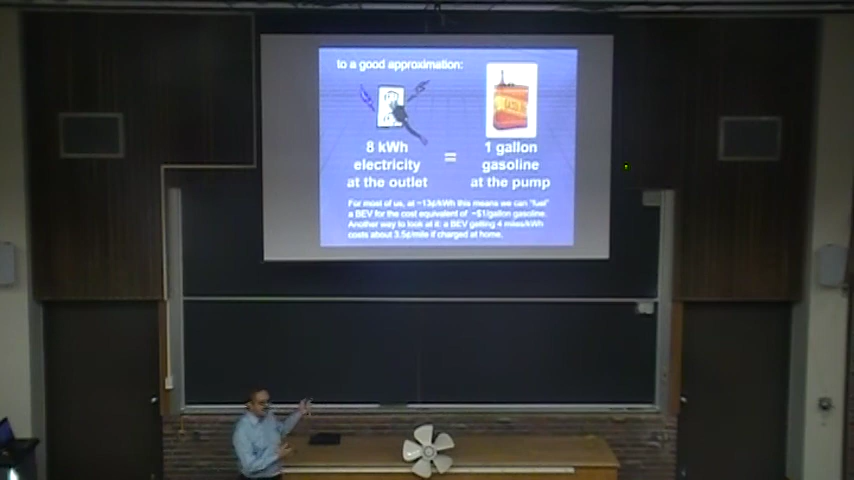 to a good approximation:
8 kWh
electricity
at the outlet
=
1 gallon
gasoline
at the pump
For most of us, at ~13¢/kWh this means we can "fuel"
a BEV for the cost equivalent of ~$1/gallon gasoline.
Another way to look at it: a BEV getting 4 miles/kWh
costs about 3.5¢/mile if charged at home.